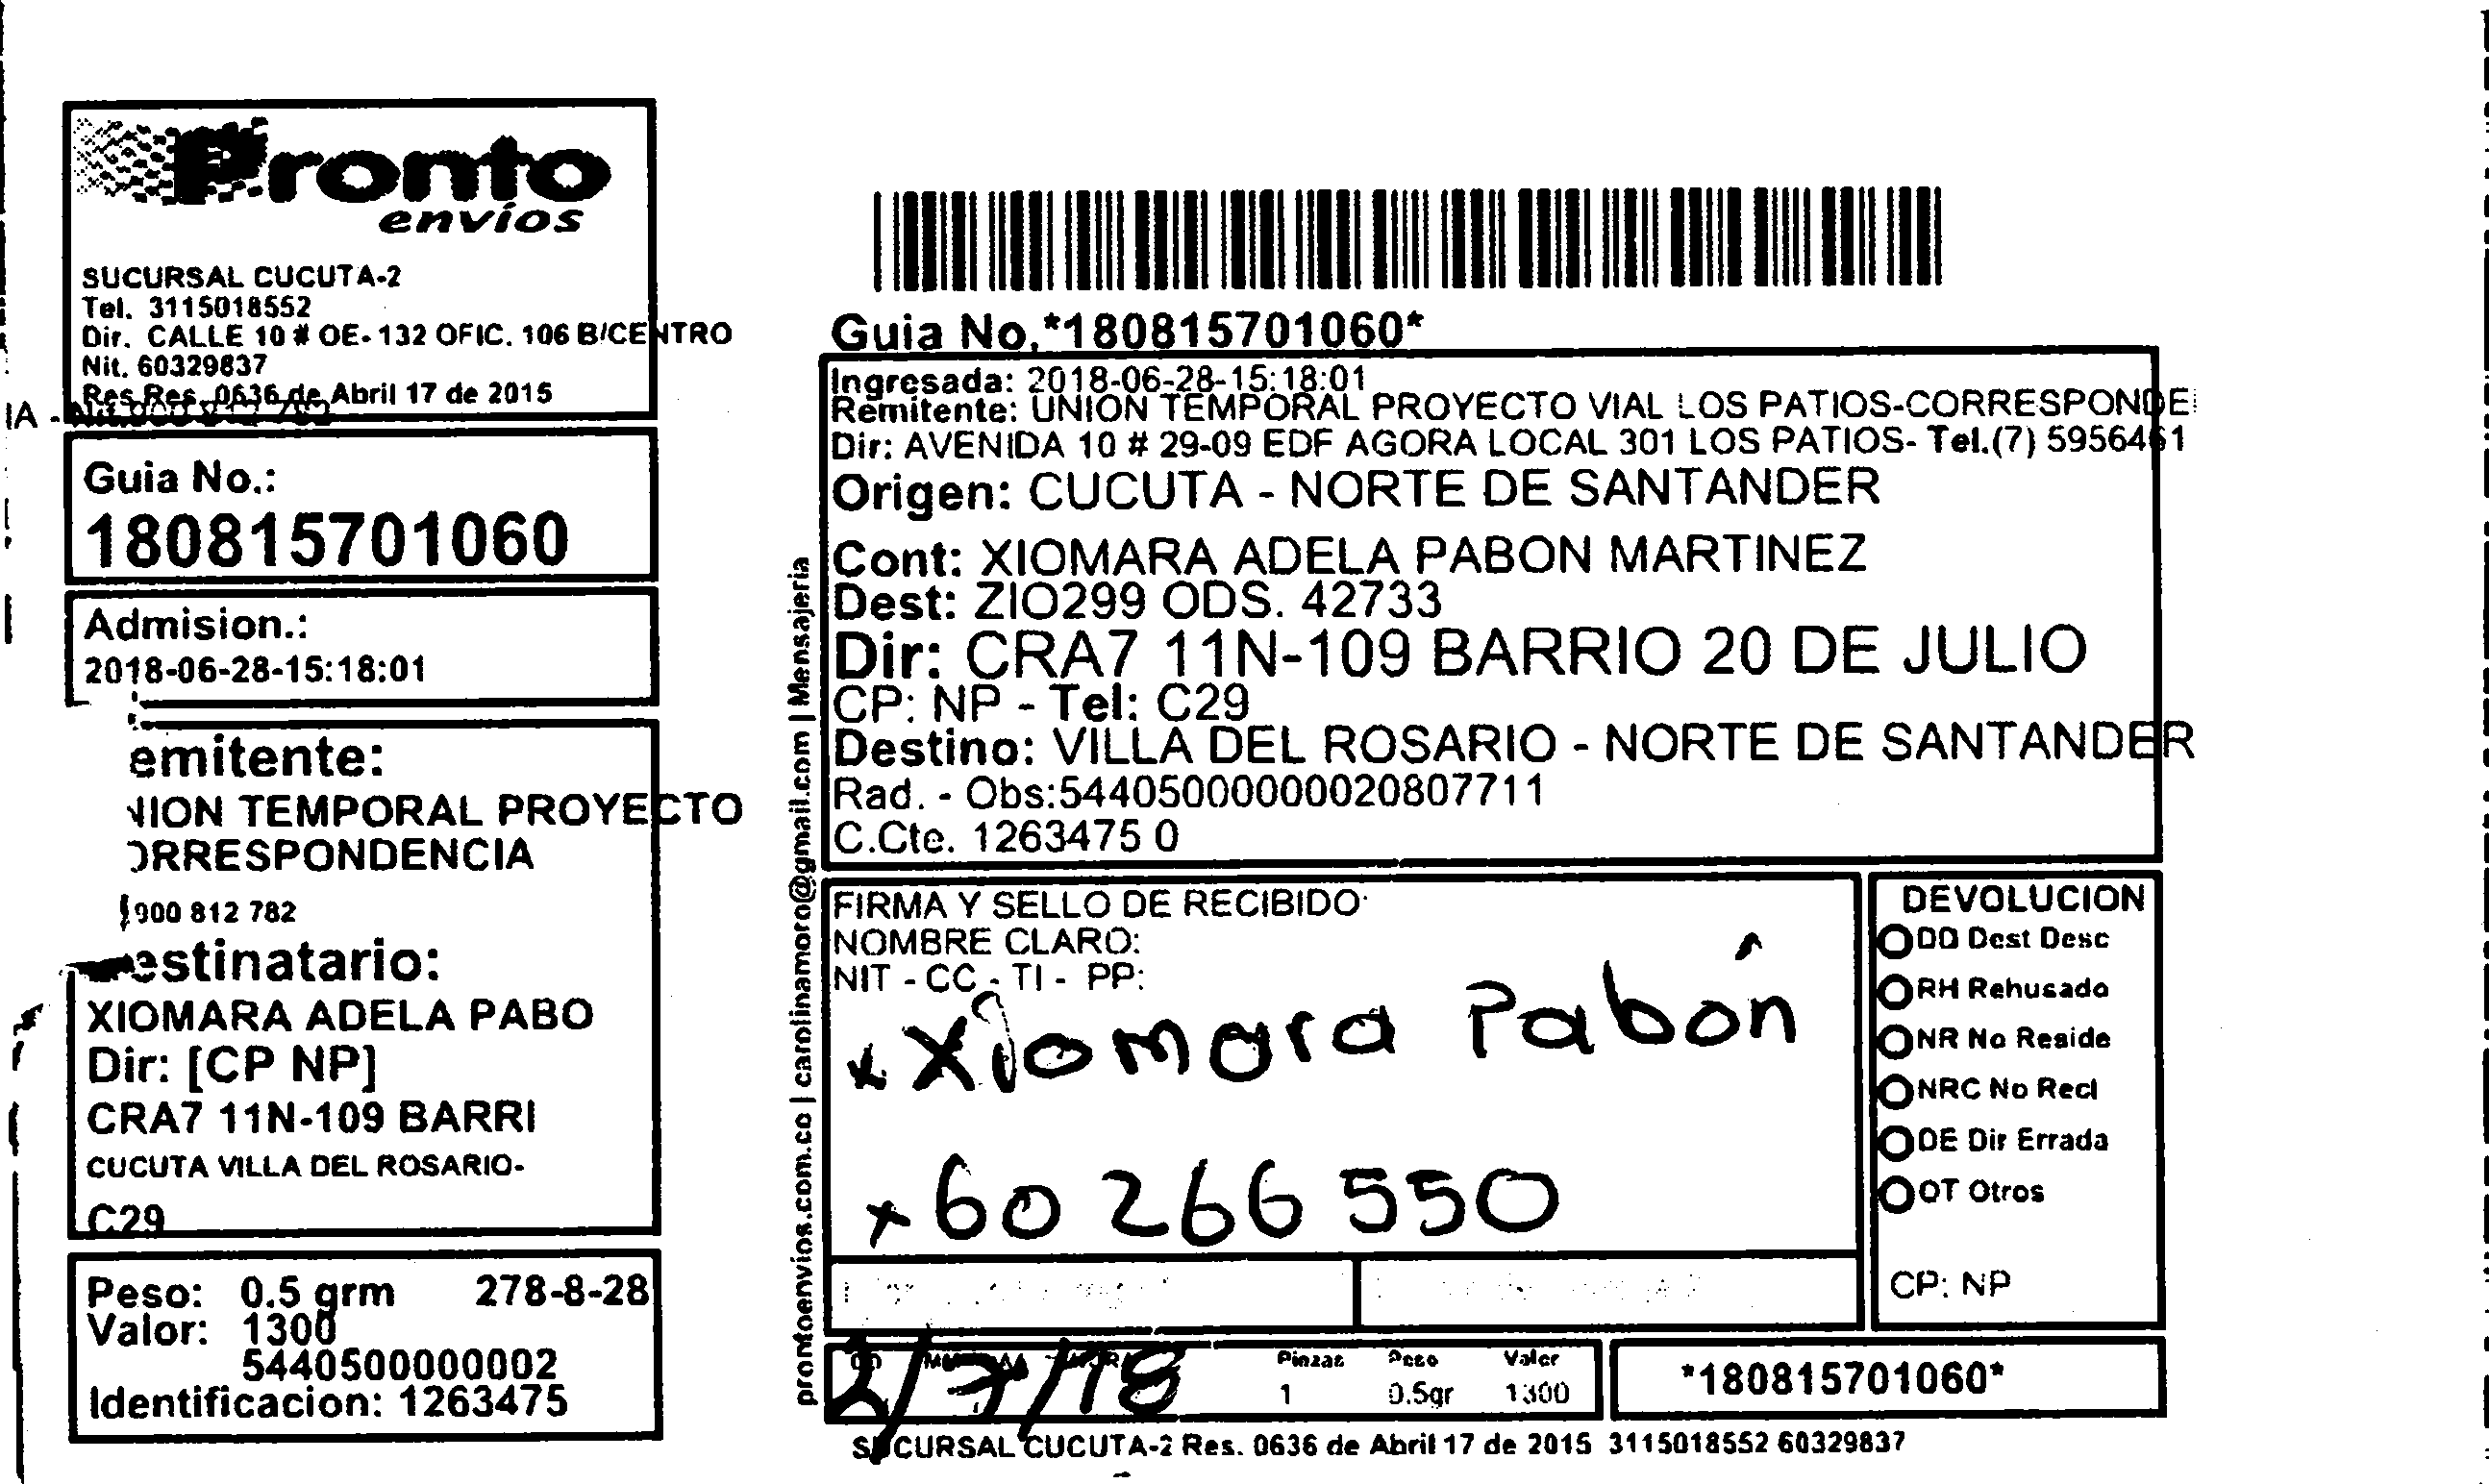 Pronto
envíos
SUCURSAL CUCUTA-2
Tel. 3115018552
Dir. CALLE 10 # OE-132 OFIC. 106 B/CENTRO
Nit. 60329837
Res Res. 0636 de Abril 17 de 2015
IA - Nit.900 812 782
Guia No.:
180815701060
Admision.:
2018-06-28-15:18:01
emitente:
NION TEMPORAL PROYECTO
ORRESPONDENCIA
900 812 782
estinatario:
XIOMARA ADELA PABO
Dir: [CP NP]
CRA7 11N-109 BARRI
CUCUTA VILLA DEL ROSARIO-
C29
Peso: 0.5 grm 278-8-28
Valor: 1300
5440500000002
Identificacion: 1263475
prontoenvios.com.co | carolinamoro@gmail.com | Mensajeria
Guia No.*180815701060*
Ingresada: 2018-06-28-15:18:01
Remitente: UNION TEMPORAL PROYECTO VIAL LOS PATIOS-CORRESPONDE
Dir: AVENIDA 10 # 29-09 EDF AGORA LOCAL 301 LOS PATIOS- Tel.(7) 5956461
Origen: CUCUTA - NORTE DE SANTANDER
Cont: XIOMARA ADELA PABON MARTINEZ
Dest: ZIO299 ODS. 42733
Dir: CRA7 11N-109 BARRIO 20 DE JULIO
CP: NP - Tel: C29
Destino: VILLA DEL ROSARIO - NORTE DE SANTANDER
Rad. - Obs:544050000000020807711
C.Cte. 1263475 0
FIRMA Y SELLO DE RECIBIDO
NOMBRE CLARO:
NIT - CC - TI - PP:
x Xiomara Pabón
x 60 266 550
DEVOLUCION
DD Dest Desc
RH Rehusado
NR No Reside
NRC No Recl
DE Dir Errada
OT Otros
CP: NP
2/7/18
Pinzas Peso Valor
1 0.5gr 1300
*180815701060*
SUCURSAL CUCUTA-2 Res. 0636 de Abril 17 de 2015 3115018552 60329837